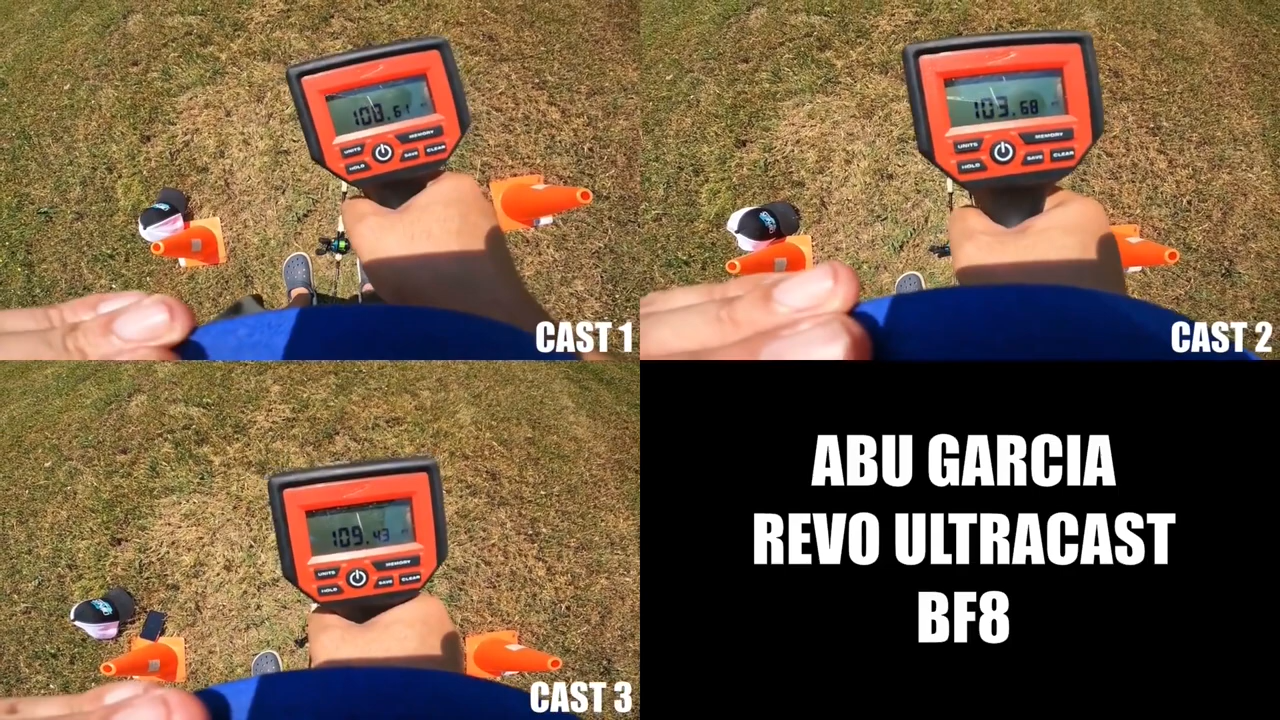 100.61
MEMORY
UNITS
HOLD
SAVE
CLEAR
CAST 1
103.68
MEMORY
UNITS
HOLD
SAVE
CLEAR
CAST 2
109.43
MEMORY
UNITS
HOLD
SAVE
CLEAR
CAST 3
ABU GARCIA
REVO ULTRACAST
BF8